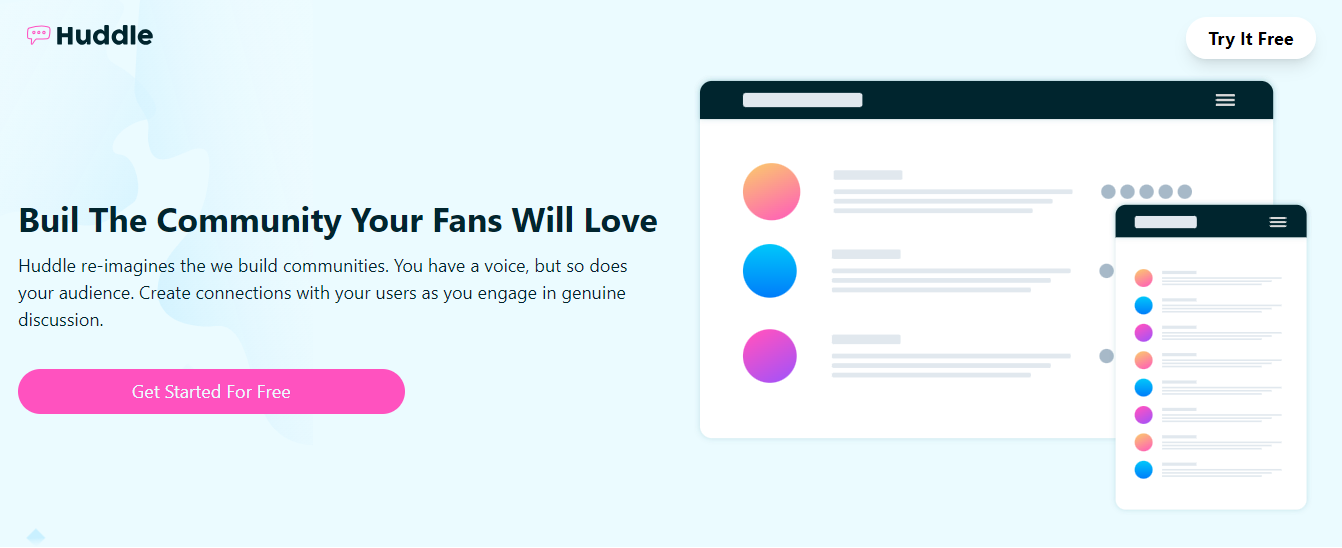 Huddle
Try It Free
Buil The Community Your Fans Will Love
Huddle re-imagines the we build communities. You have a voice, but so does
your audience. Create connections with your users as you engage in genuine
discussion.
Get Started For Free